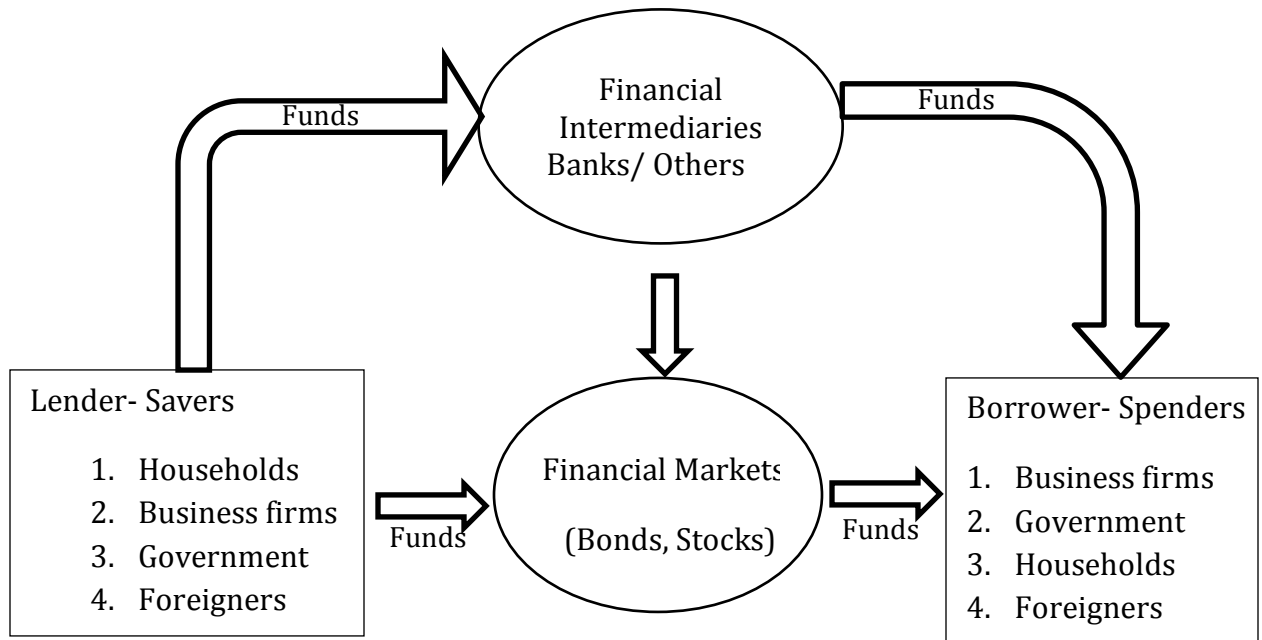 Financial
Intermediaries
Banks/ Others
Funds
Funds
Lender- Savers
1. Households
2. Business firms
3. Government
4. Foreigners
Funds
Financial Markets
(Bonds, Stocks)
Funds
Borrower- Spenders
1. Business firms
2. Government
3. Households
4. Foreigners